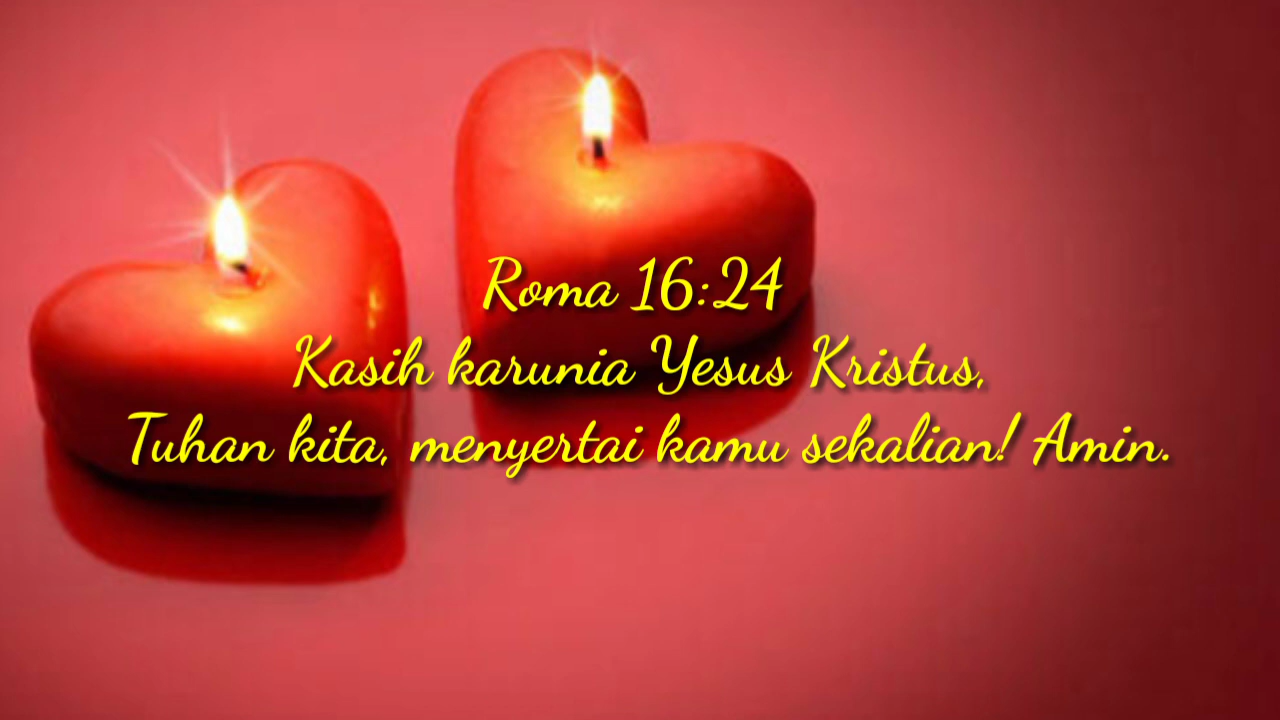 Roma 16:24
Kasih karunia Yesus Kristus,
Tuhan kita, menyertai kamu sekalian! Amin.